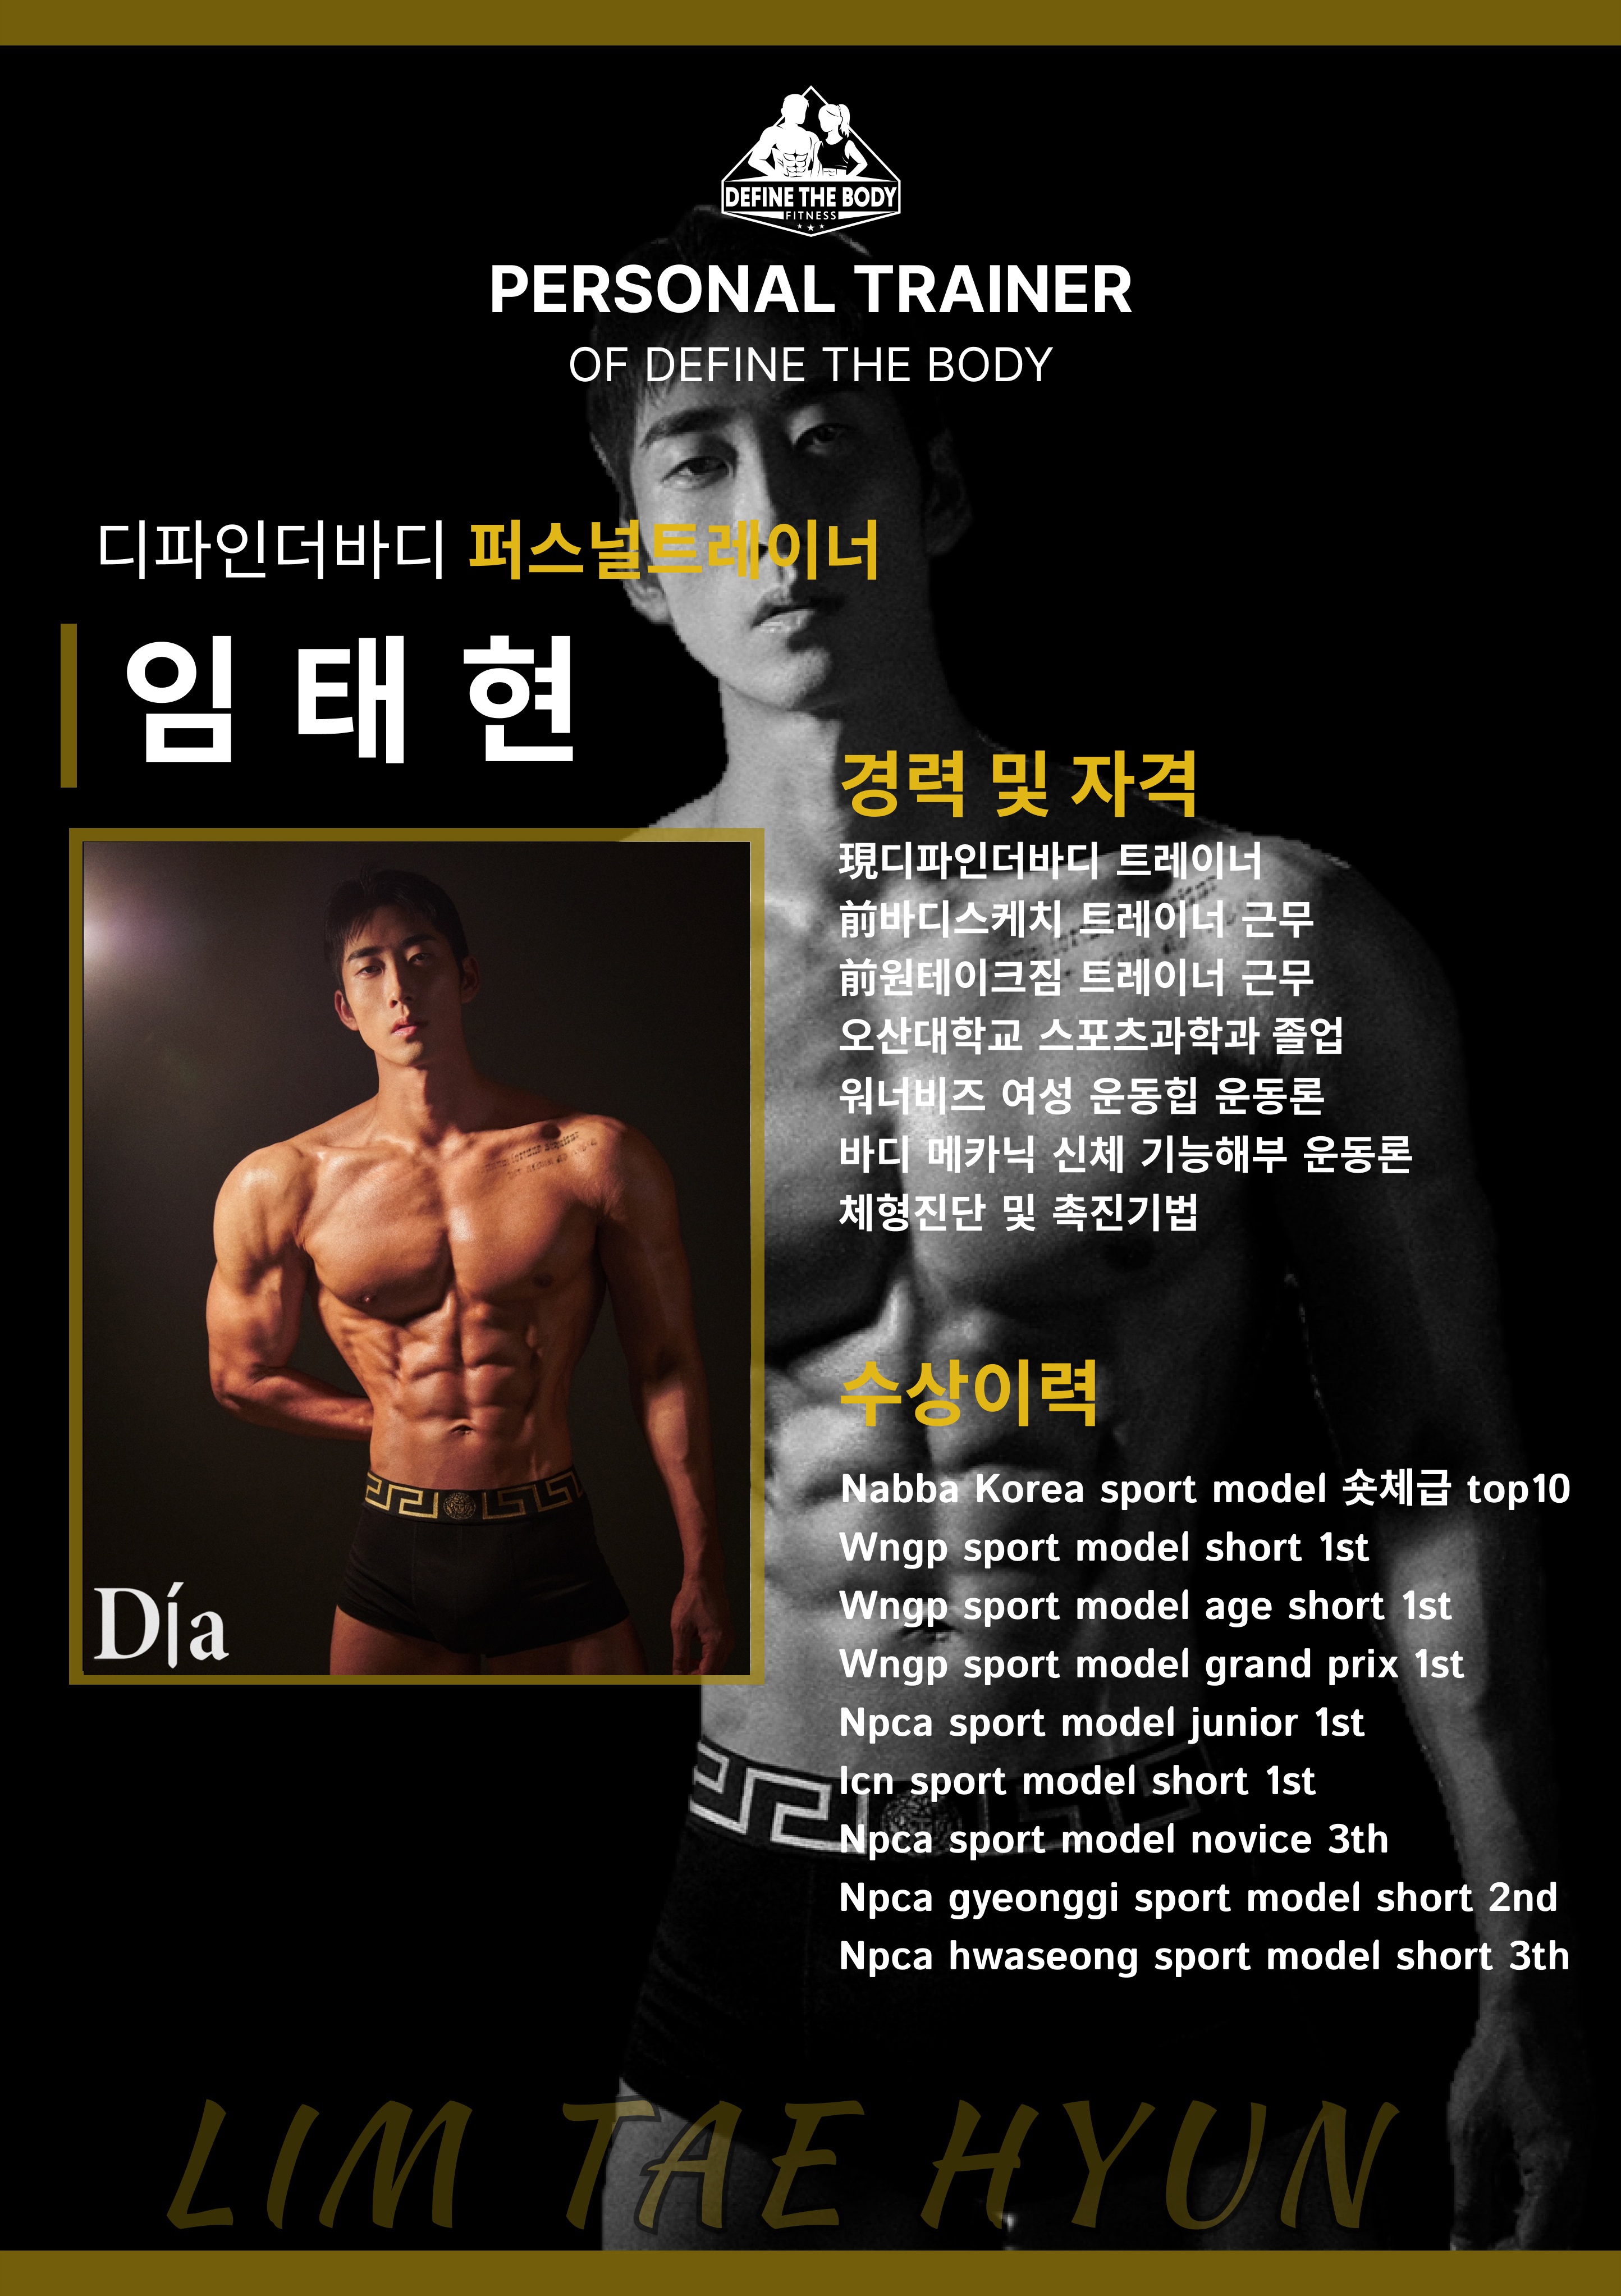 DEFINE THE BODY
FITNESS
PERSONAL TRAINER
OF DEFINE THE BODY
디파인더바디 퍼스널트레이너
임태현
경력 및 자격
現디파인더바디 트레이너
前바디스케치 트레이너 근무
前원테이크짐 트레이너 근무
오산대학교 스포츠과학과 졸업
워너비즈 여성 운동힙 운동론
바디 메카닉 신체 기능해부 운동론
체형진단 및 촉진기법
수상이력
Nabba Korea sport model 숏체급 top10
Wngp sport model short 1st
Wngp sport model age short 1st
Wngp sport model grand prix 1st
Npca sport model junior 1st
Icn sport model short 1st
Npca sport model novice 3th
Npca gyeonggi sport model short 2nd
Npca hwaseong sport model short 3th
Día
LIM TAE HYUN